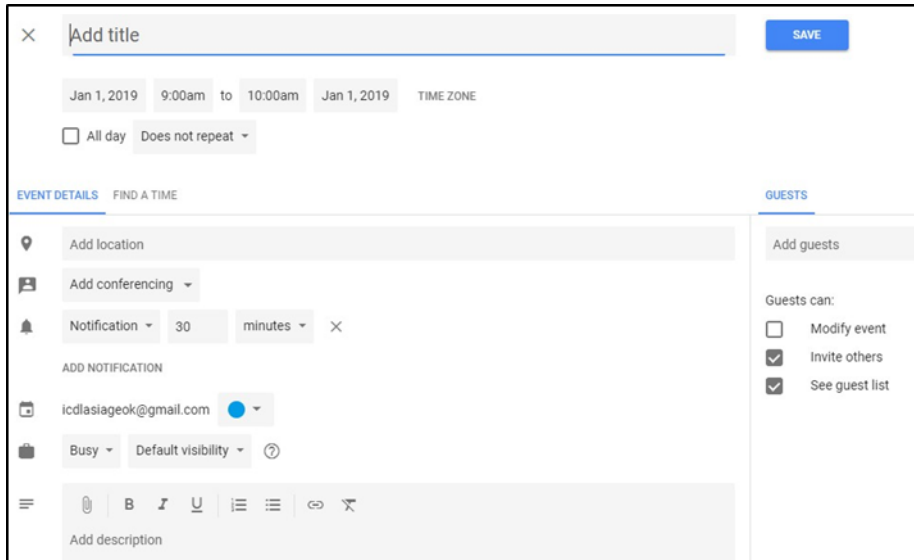 Add title
SAVE
Jan 1, 2019 9:00am to 10:00am Jan 1, 2019 TIME ZONE
All day Does not repeat
EVENT DETAILS FIND A TIME
GUESTS
Add location
Add guests
Add conferencing
Guests can:
Notification 30 minutes
Modify event
Invite others
ADD NOTIFICATION
See guest list
icdlasiageok@gmail.com
Busy Default visibility ?
B I U
Add description